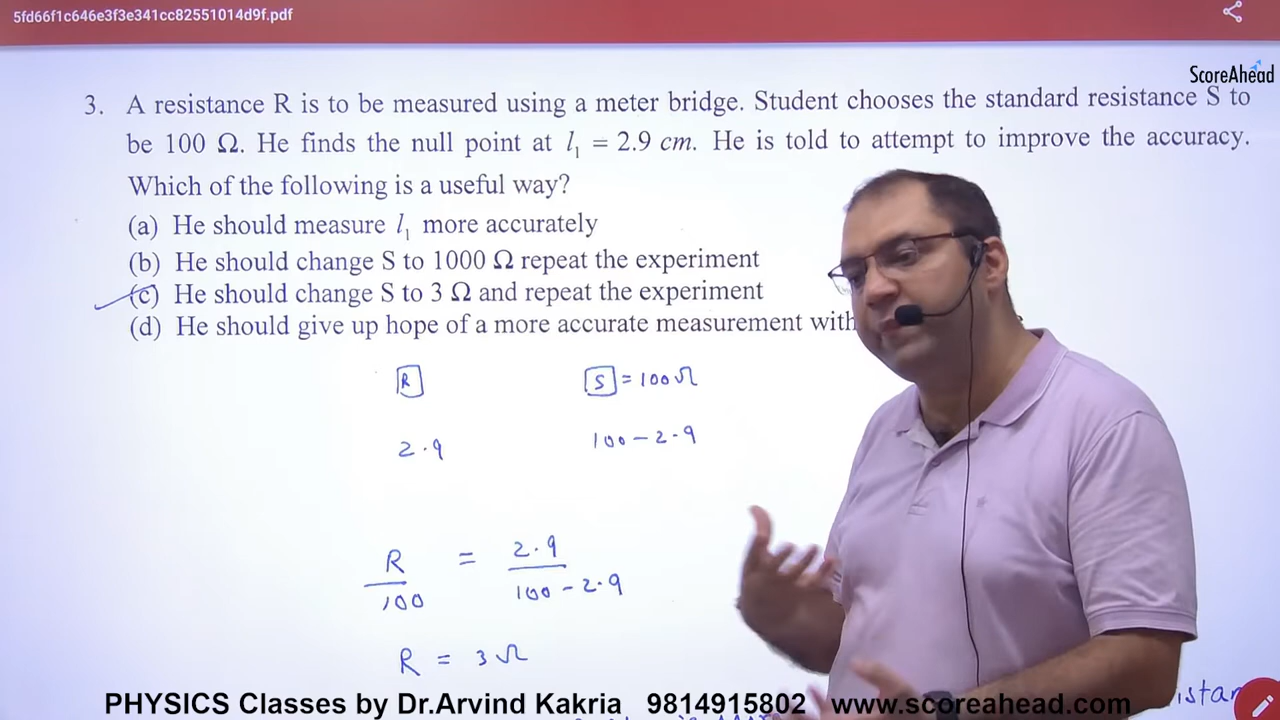 5fd66f1c646e3f3e341cc82551014d9f.pdf
ScoreAhead
3. A resistance R is to be measured using a meter bridge. Student chooses the standard resistance S to
be 100 Ω. He finds the null point at l₁ = 2.9 cm. He is told to attempt to improve the accuracy.
Which of the following is a useful way?
(a) He should measure l₁ more accurately
(b) He should change S to 1000 Ω repeat the experiment
(c) He should change S to 3 Ω and repeat the experiment
(d) He should give up hope of a more accurate measurement with
R S = 100Ω
2.9 100-2.9
R/100 = 2.9/100-2.9
R = 3Ω
PHYSICS Classes by Dr.Arvind Kakria 9814915802 www.scoreahead.com